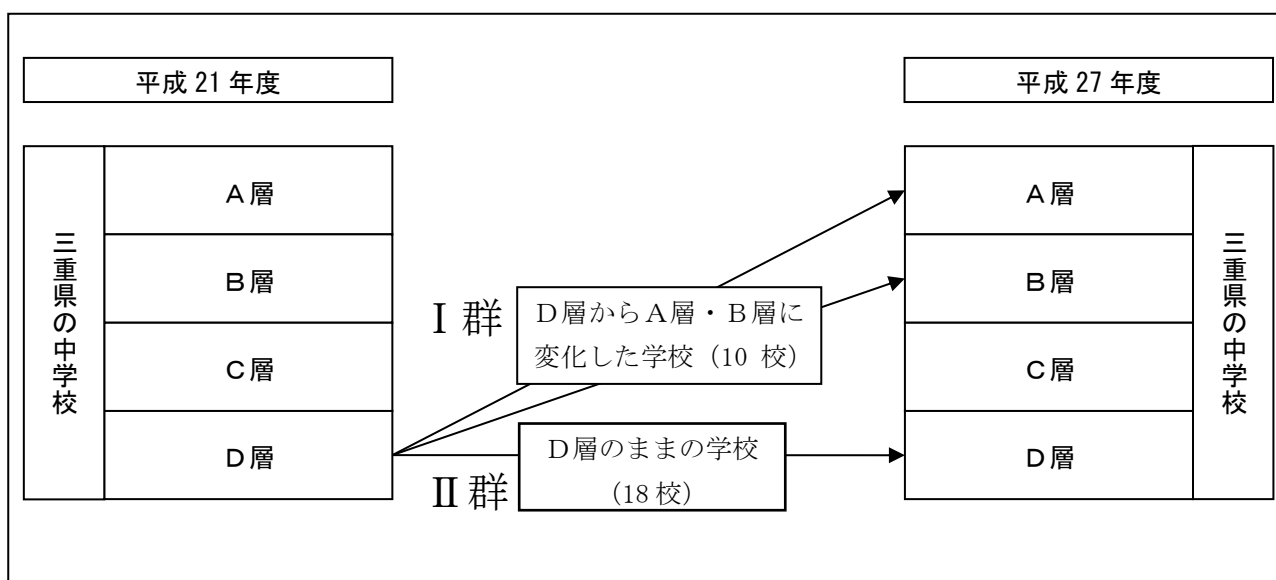 平成 21 年度
平成 27 年度
三重県の中学校
A層
B層
C層
D層
Ⅰ 群
D層からA層・B層に
変化した学校（10 校）
Ⅱ 群
D層のままの学校
（18 校）
A層
B層
C層
D層
三重県の中学校